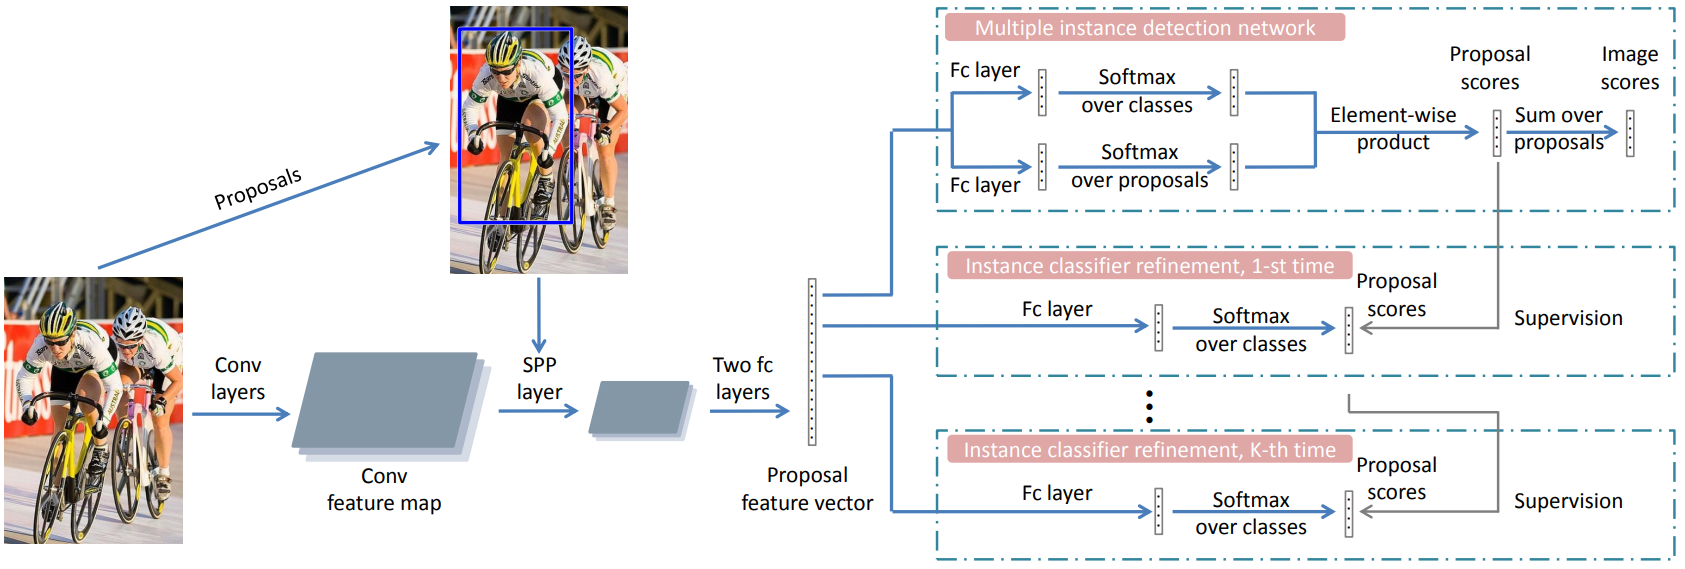 Proposals
Conv
layers
Conv
feature map
SPP
layer
Two fc
layers
Proposal
feature vector
Multiple instance detection network
Fc layer
Softmax
over classes
Fc layer
Softmax
over proposals
Element-wise
product
Proposal
scores
Sum over
proposals
Image
scores
Instance classifier refinement, 1-st time
Fc layer
Softmax
over classes
Proposal
scores
Supervision
Instance classifier refinement, K-th time
Fc layer
Softmax
over classes
Proposal
scores
Supervision